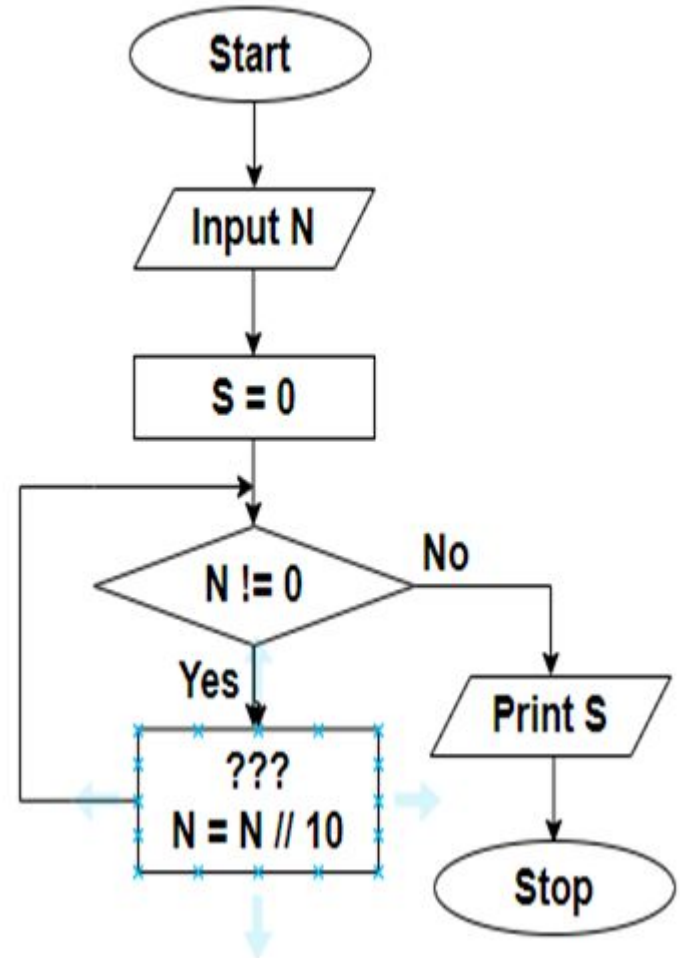 Start
Input N
S = 0
N != 0
No
Yes
???
N = N // 10
Print S
Stop